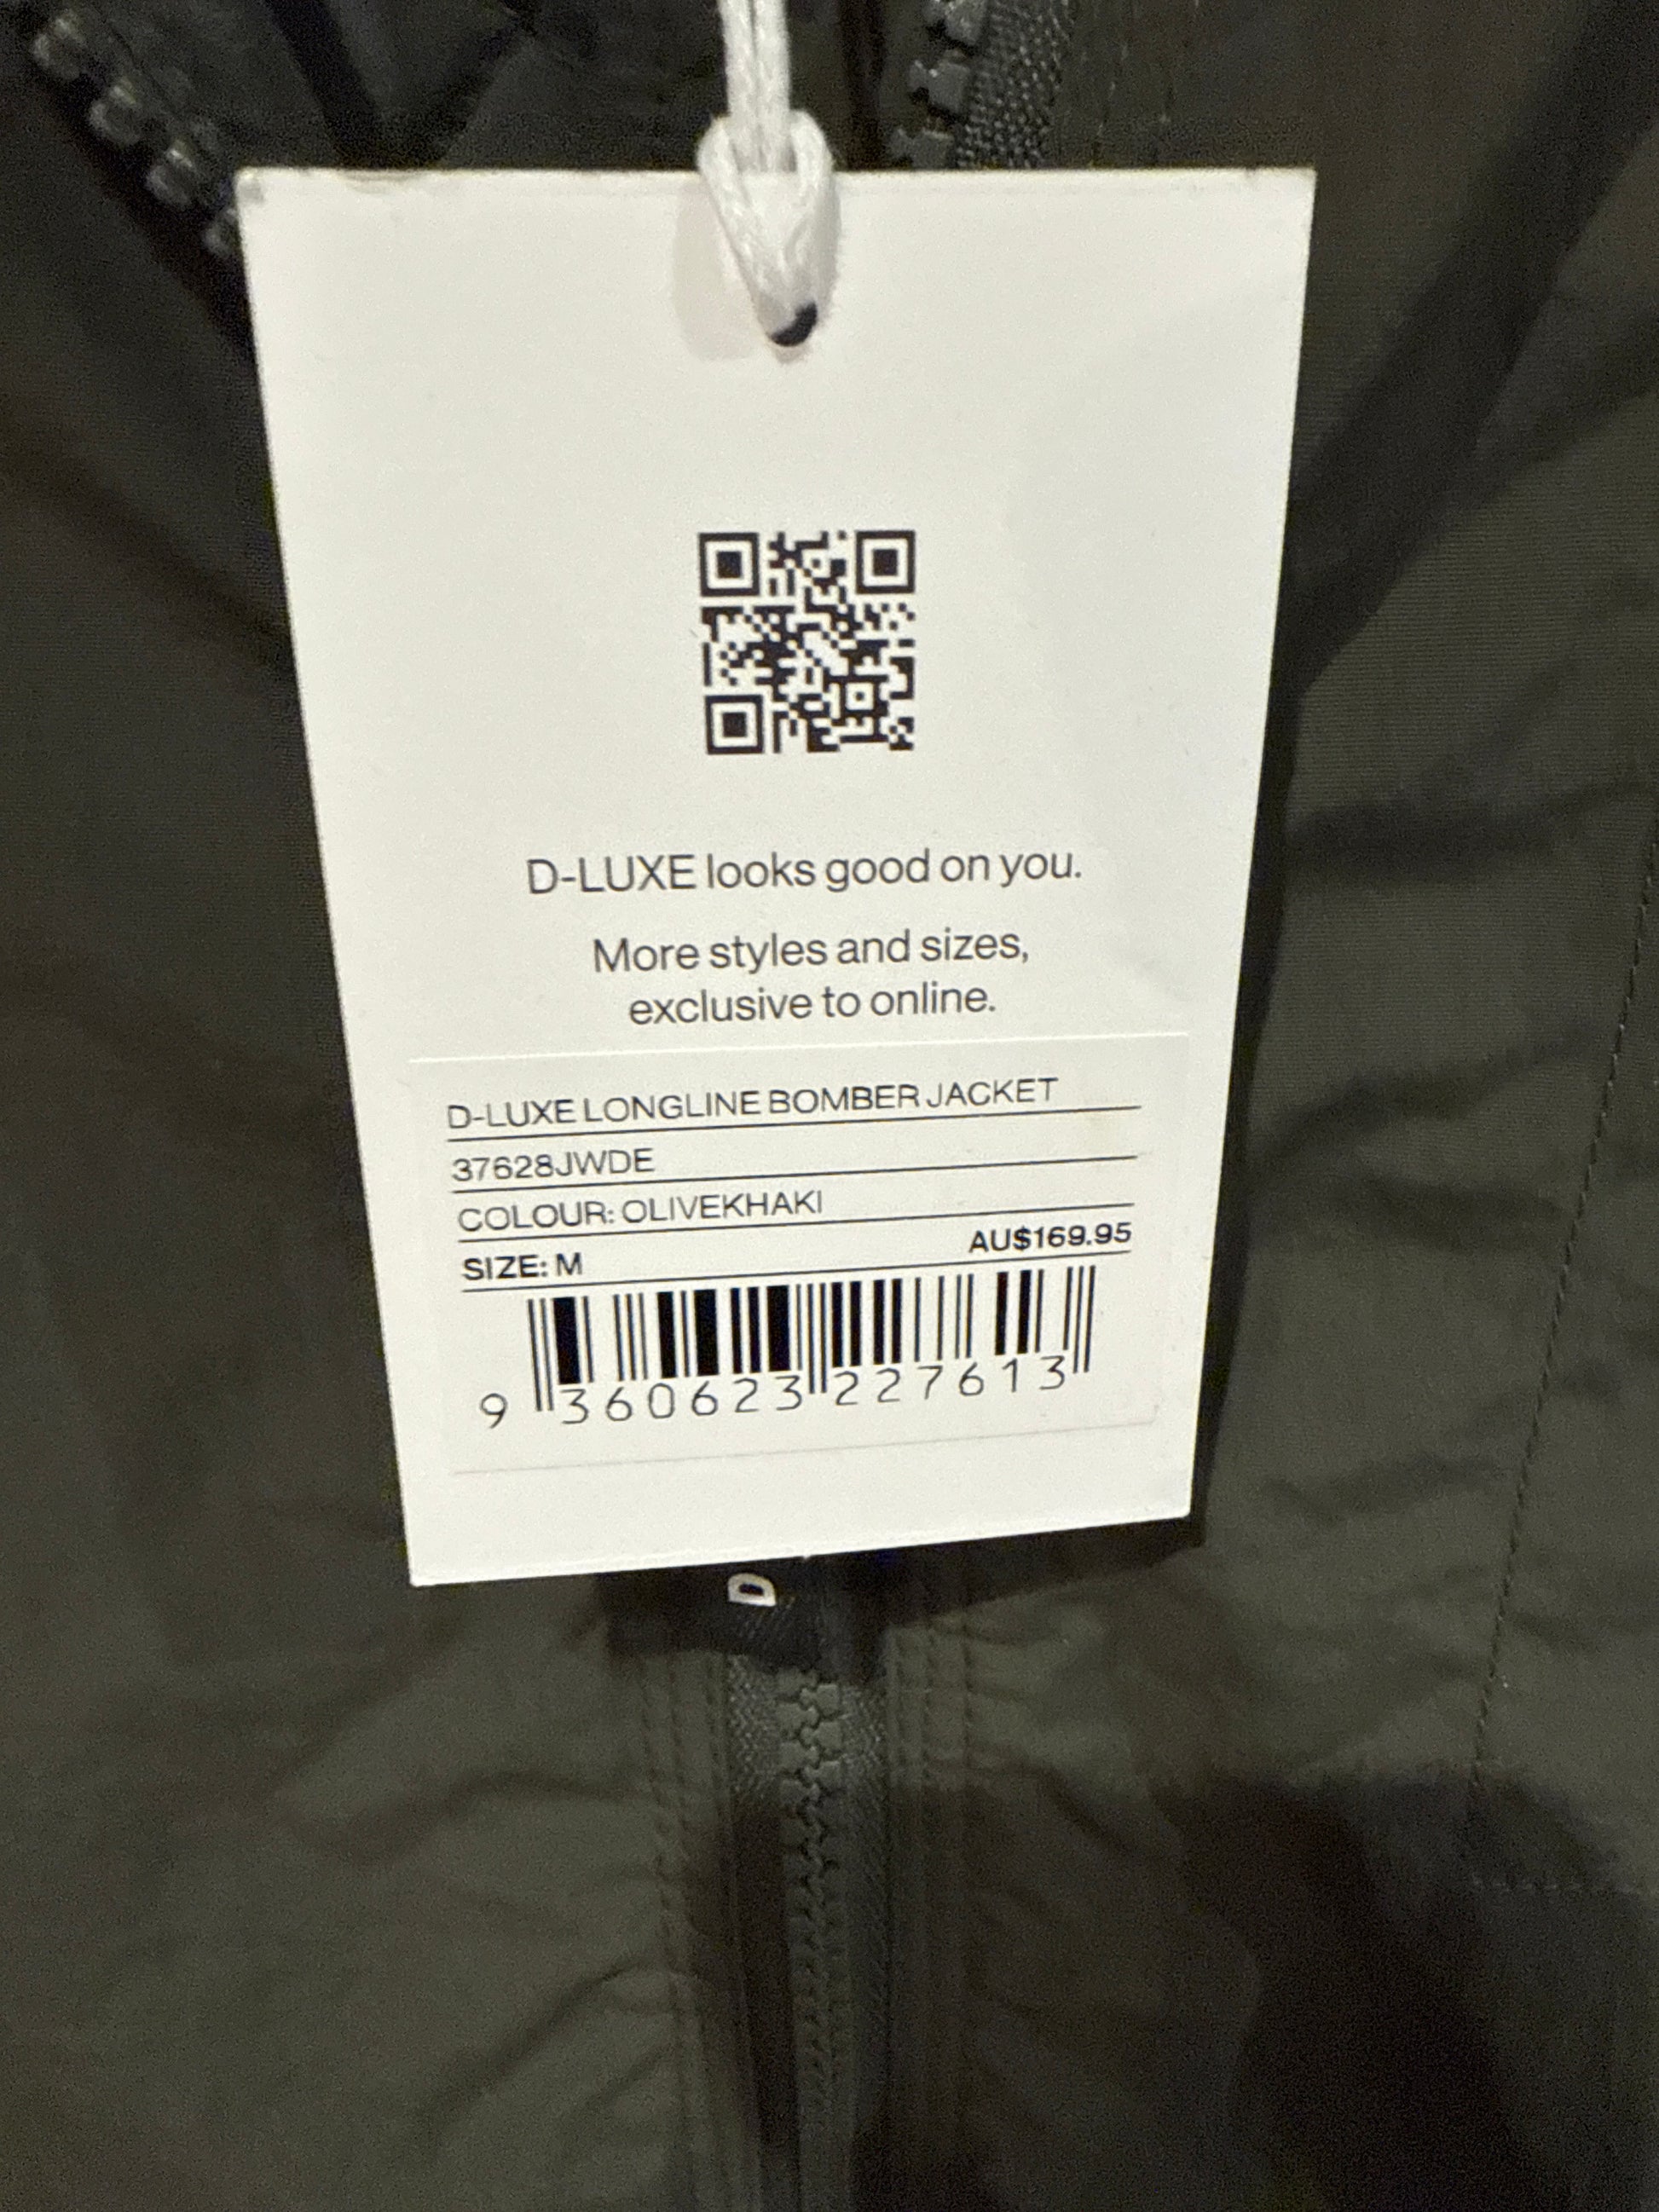 D-LUXE looks good on you.
More styles and sizes,
exclusive to online.
D-LUXE LONGLINE BOMBER JACKET
37628JWDE
COLOUR: OLIVEKHAKI
SIZE: M AU$169.95
9 360623 227613
D